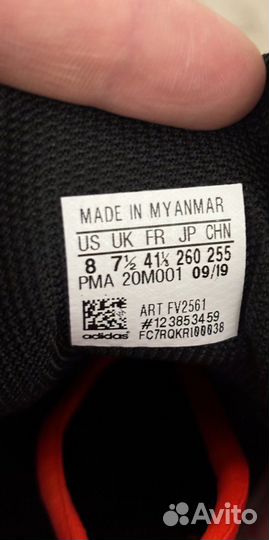 MADE IN MYANMAR
US UK FR JP CHN
8 7½ 41⅓ 260 255
PMA 20M001 09/19
ART FV2561
#123853459
adidas FC7RQKRI00038
Avito